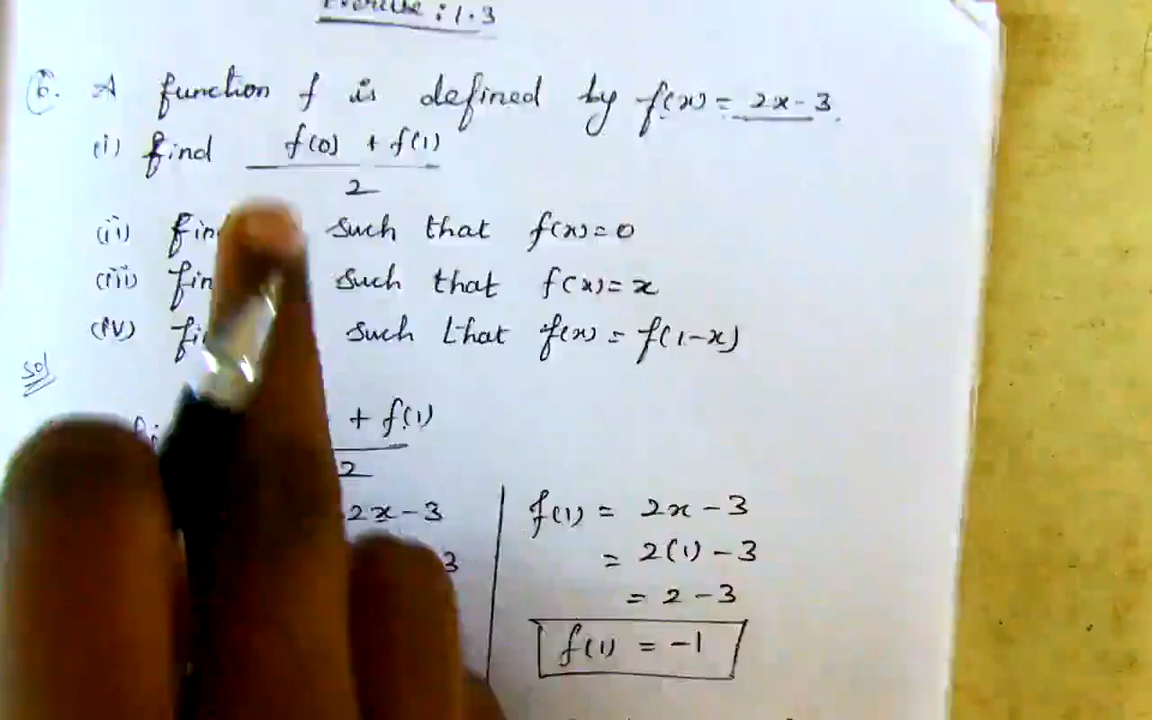 Exercise : 1.3
6. A function f is defined by f(x) = 2x - 3.
(i) find f(0) + f(1)
2
(ii) such that f(x) = 0
(iii) such that f(x) = x
(iv) such that f(x) = f(1-x)
Sol
+ f(1)
2
2x - 3
3
f(1) = 2x - 3
= 2(1) - 3
= 2 - 3
f(1) = -1